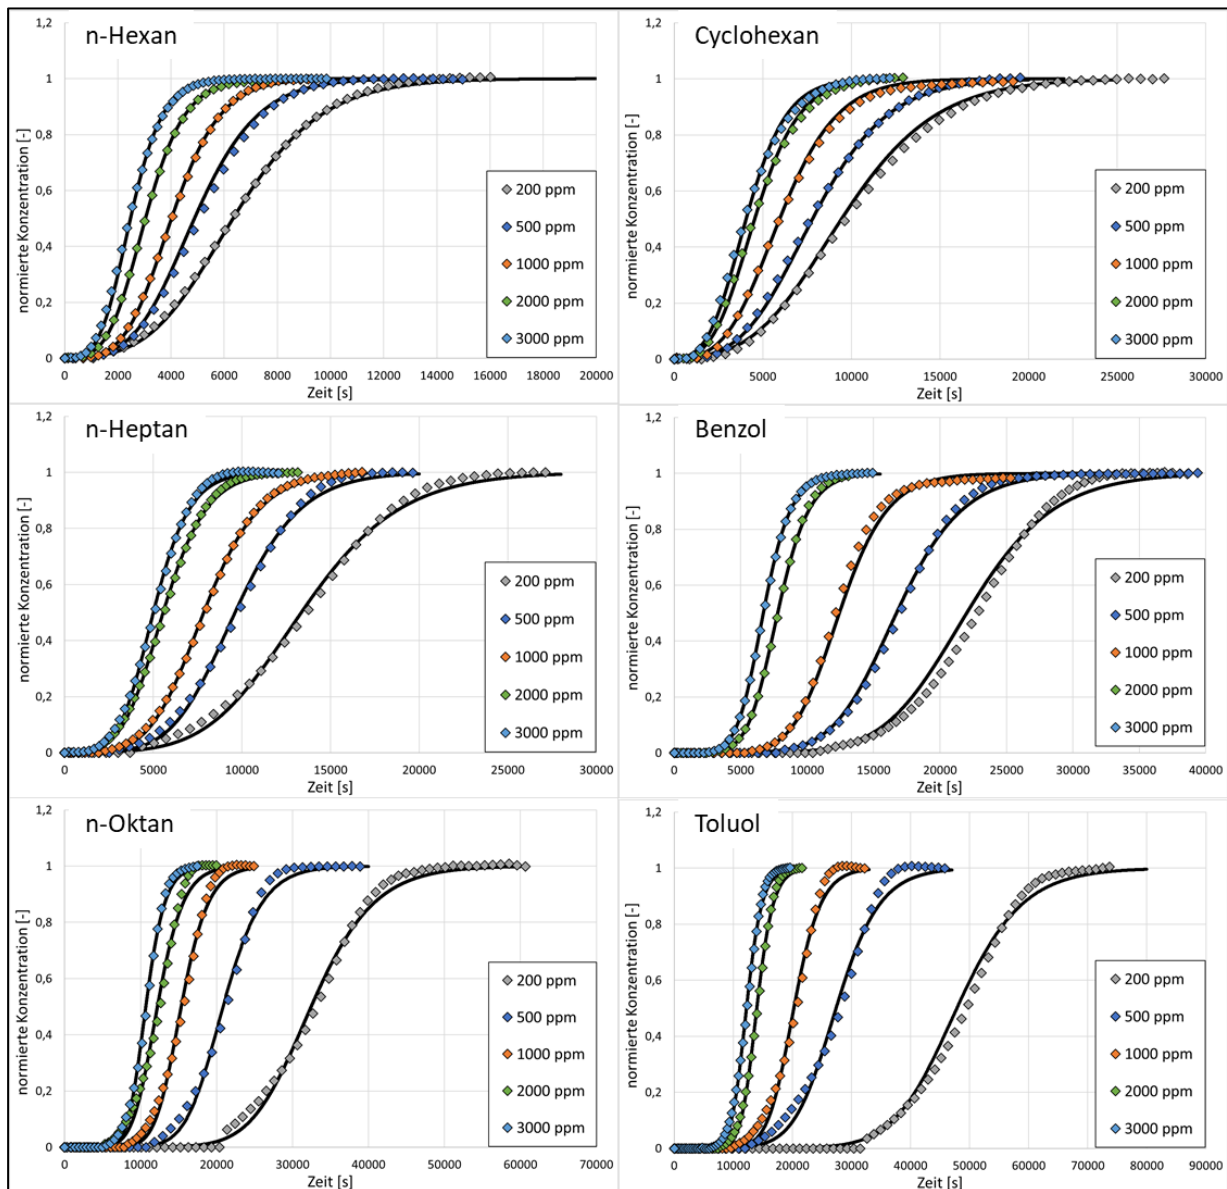 n-Hexan
normierte Konzentration [-]
1,2
1
0,8
0,6
0,4
0,2
0
0 2000 4000 6000 8000 10000 12000 14000 16000 18000 20000
Zeit [s]
200 ppm
500 ppm
1000 ppm
2000 ppm
3000 ppm
Cyclohexan
normierte Konzentration [-]
1,2
1
0,8
0,6
0,4
0,2
0
0 5000 10000 15000 20000 25000 30000
Zeit [s]
200 ppm
500 ppm
1000 ppm
2000 ppm
3000 ppm
n-Heptan
normierte Konzentration [-]
1,2
1
0,8
0,6
0,4
0,2
0
0 5000 10000 15000 20000 25000 30000
Zeit [s]
200 ppm
500 ppm
1000 ppm
2000 ppm
3000 ppm
Benzol
normierte Konzentration [-]
1,2
1
0,8
0,6
0,4
0,2
0
0 5000 10000 15000 20000 25000 30000 35000 40000
Zeit [s]
200 ppm
500 ppm
1000 ppm
2000 ppm
3000 ppm
n-Oktan
normierte Konzentration [-]
1,2
1
0,8
0,6
0,4
0,2
0
0 10000 20000 30000 40000 50000 60000 70000
Zeit [s]
200 ppm
500 ppm
1000 ppm
2000 ppm
3000 ppm
Toluol
normierte Konzentration [-]
1,2
1
0,8
0,6
0,4
0,2
0
0 10000 20000 30000 40000 50000 60000 70000 80000 90000
Zeit [s]
200 ppm
500 ppm
1000 ppm
2000 ppm
3000 ppm